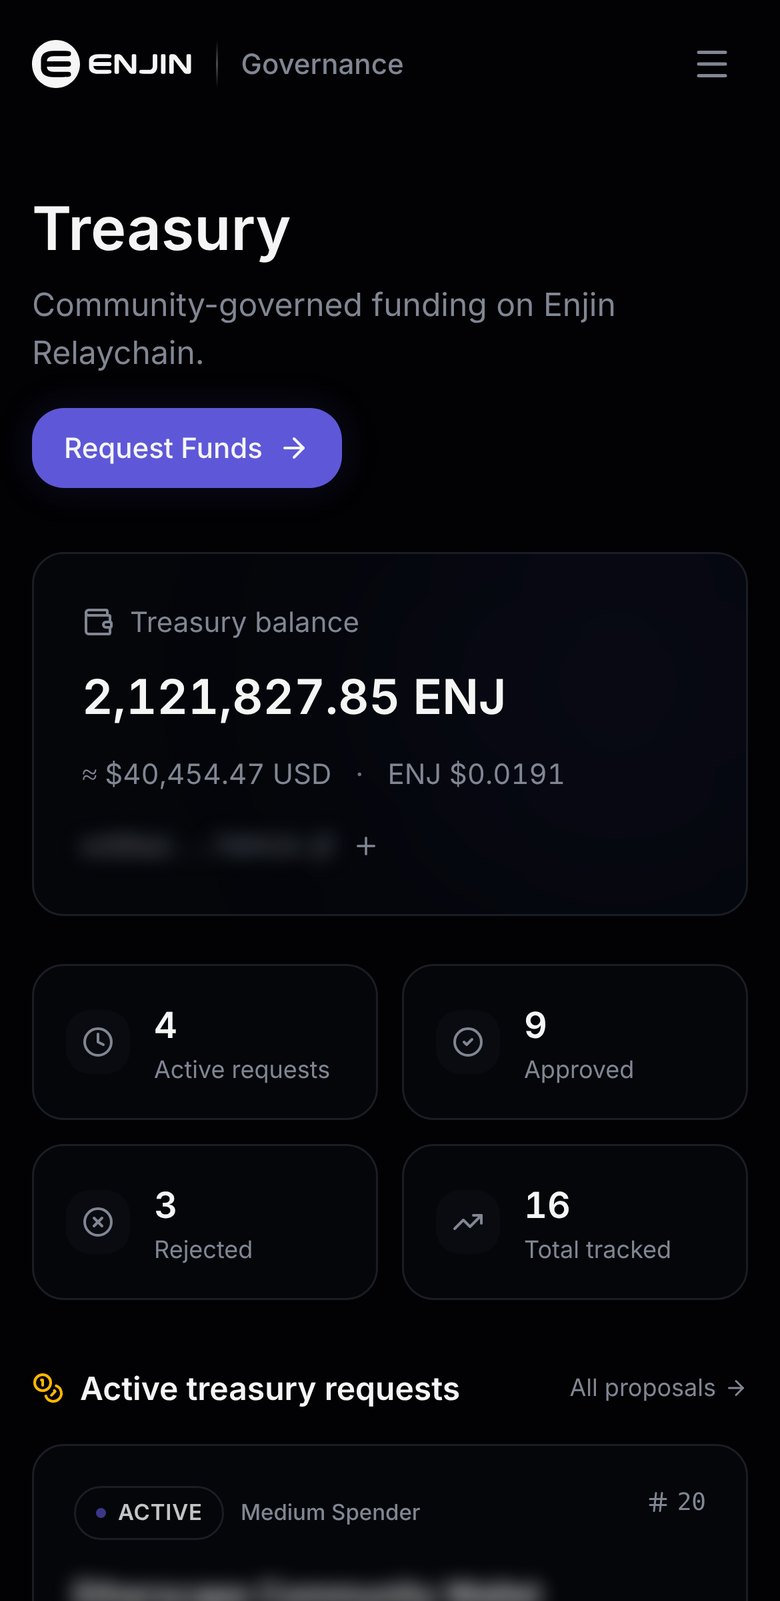 ENJIN Governance
Treasury
Community-governed funding on Enjin
Relaychain.
Request Funds →
Treasury balance
2,121,827.85 ENJ
≈ $40,454.47 USD · ENJ $0.0191
+
4
Active requests
9
Approved
3
Rejected
16
Total tracked
Active treasury requests
All proposals →
ACTIVE
Medium Spender
# 20